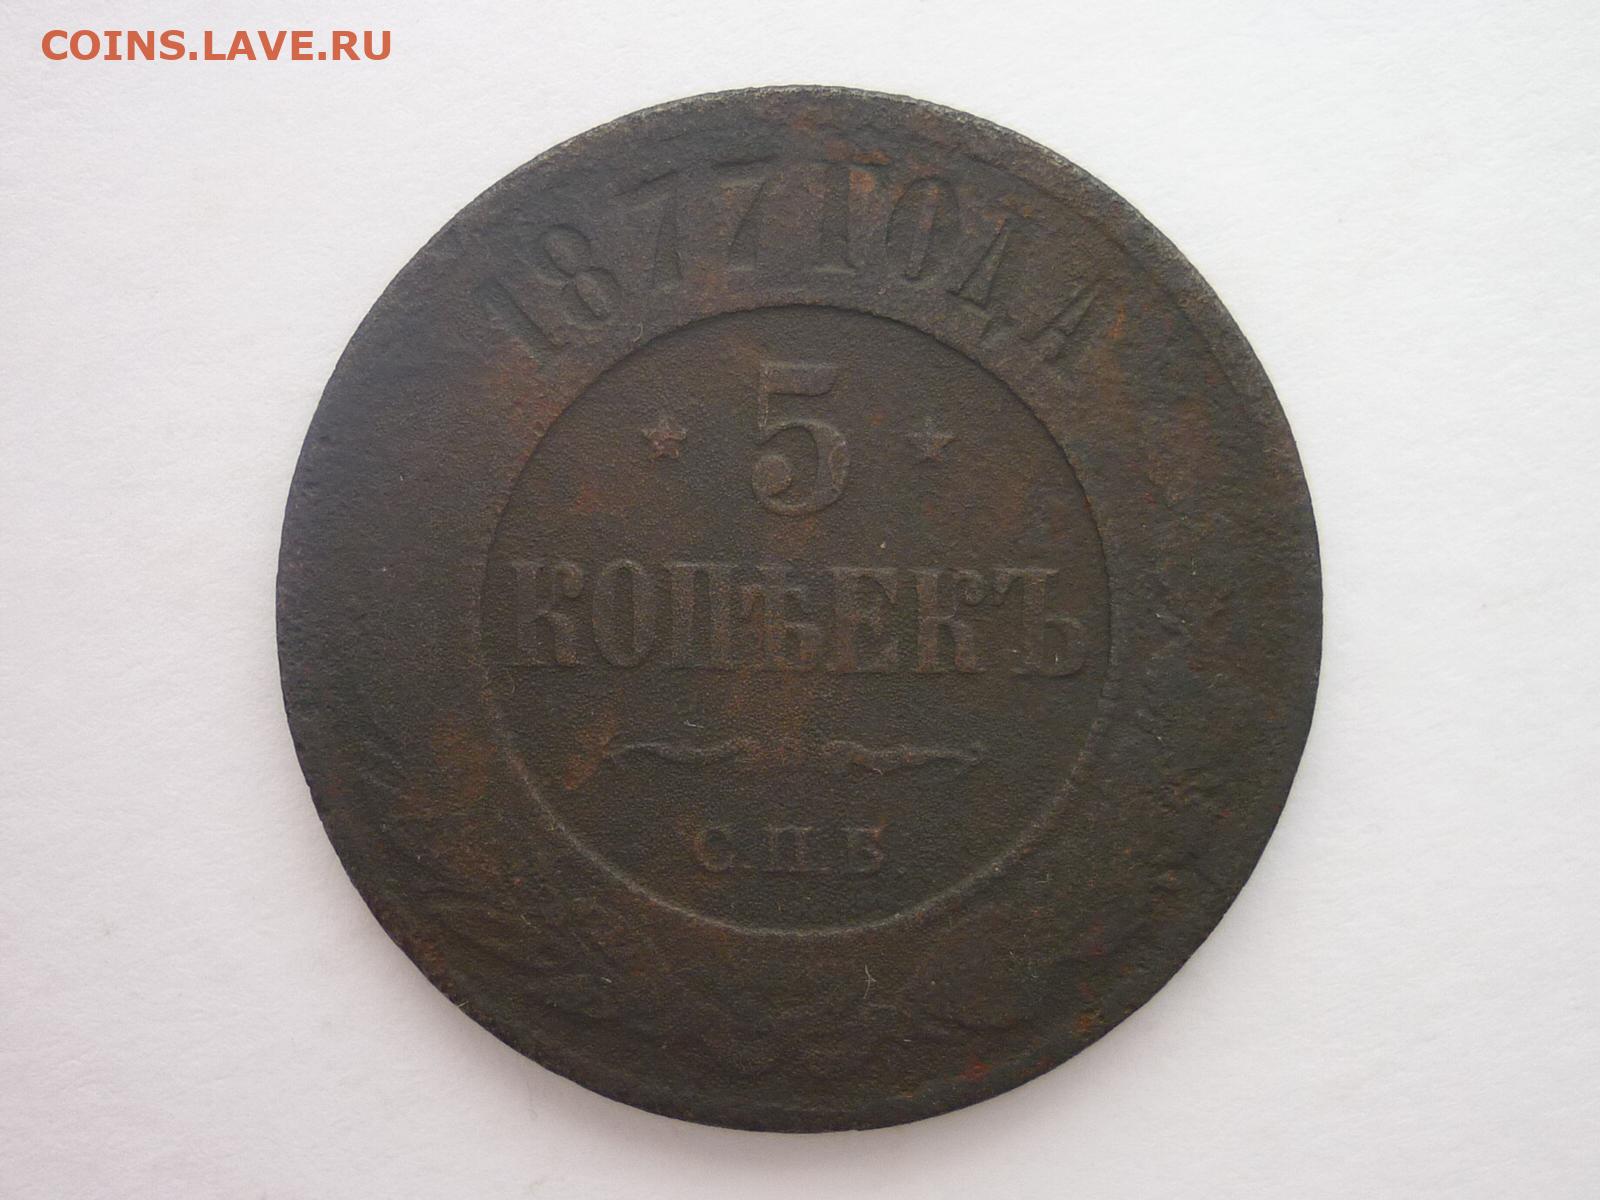 COINS.LAVE.RU
1877 ГОДА
5
КОПѢЕКЪ
С.П.Б.